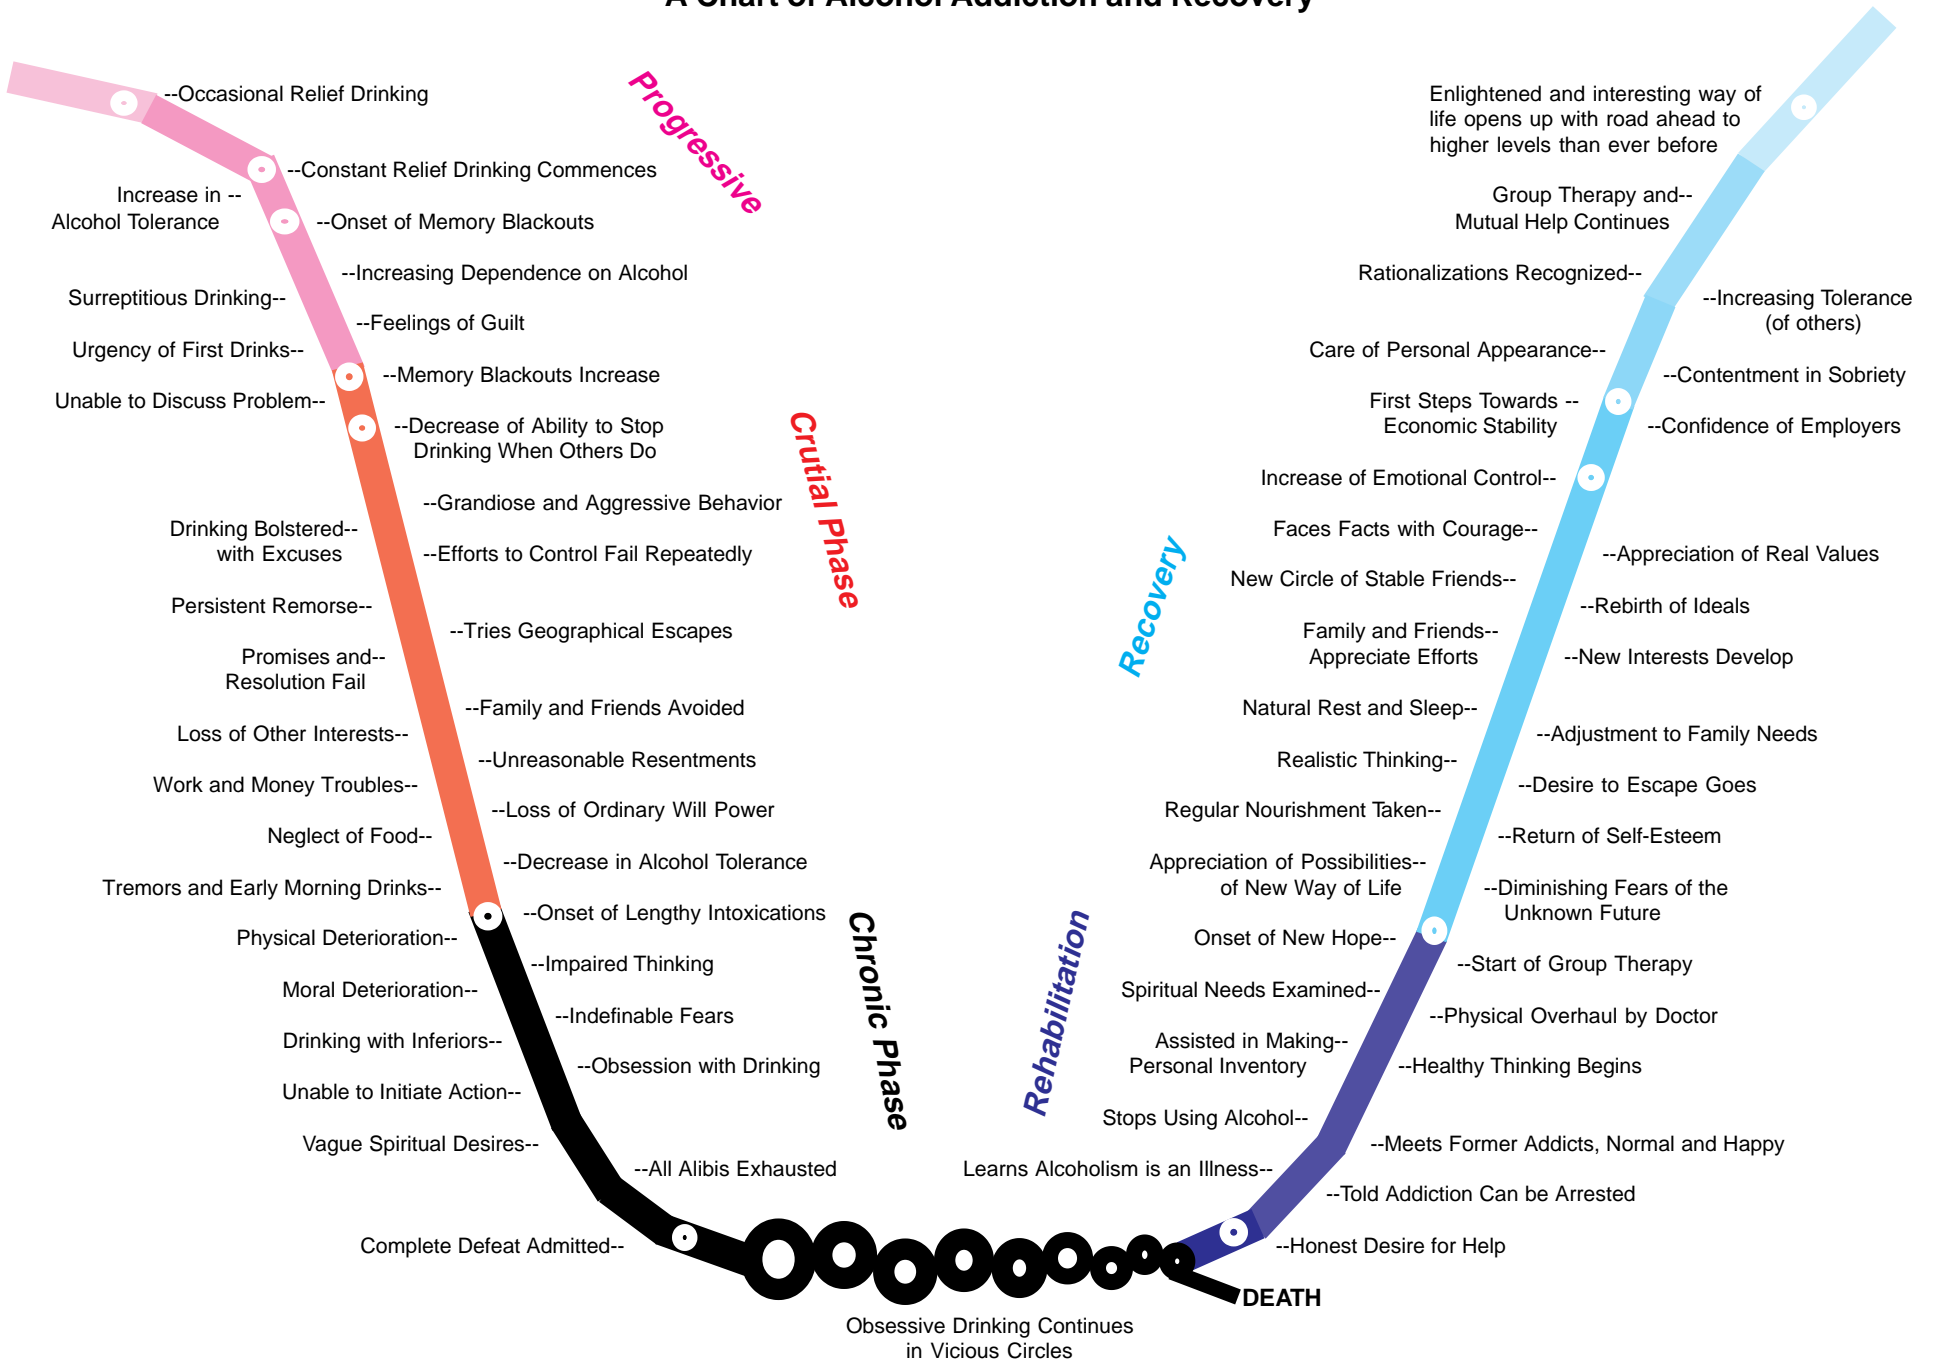 A Chart of Alcohol Addiction and Recovery
--Occasional Relief Drinking
--Constant Relief Drinking Commences
Increase in --
Alcohol Tolerance
--Onset of Memory Blackouts
--Increasing Dependence on Alcohol
Surreptitious Drinking--
--Feelings of Guilt
Urgency of First Drinks--
--Memory Blackouts Increase
Unable to Discuss Problem--
--Decrease of Ability to Stop
Drinking When Others Do
--Grandiose and Aggressive Behavior
Drinking Bolstered--
with Excuses
--Efforts to Control Fail Repeatedly
Persistent Remorse--
--Tries Geographical Escapes
Promises and--
Resolution Fail
--Family and Friends Avoided
Loss of Other Interests--
--Unreasonable Resentments
Work and Money Troubles--
--Loss of Ordinary Will Power
Neglect of Food--
--Decrease in Alcohol Tolerance
Tremors and Early Morning Drinks--
--Onset of Lengthy Intoxications
Physical Deterioration--
--Impaired Thinking
Moral Deterioration--
--Indefinable Fears
Drinking with Inferiors--
--Obsession with Drinking
Unable to Initiate Action--
Vague Spiritual Desires--
--All Alibis Exhausted
Complete Defeat Admitted--
Progressive
Crutial Phase
Chronic Phase
Obsessive Drinking Continues
in Vicious Circles
DEATH
Rehabilitation
Recovery
Enlightened and interesting way of
life opens up with road ahead to
higher levels than ever before
Group Therapy and--
Mutual Help Continues
Rationalizations Recognized--
--Increasing Tolerance
(of others)
Care of Personal Appearance--
--Contentment in Sobriety
First Steps Towards --
Economic Stability
--Confidence of Employers
Increase of Emotional Control--
Faces Facts with Courage--
--Appreciation of Real Values
New Circle of Stable Friends--
--Rebirth of Ideals
Family and Friends--
Appreciate Efforts
--New Interests Develop
Natural Rest and Sleep--
--Adjustment to Family Needs
Realistic Thinking--
--Desire to Escape Goes
Regular Nourishment Taken--
--Return of Self-Esteem
Appreciation of Possibilities--
of New Way of Life
--Diminishing Fears of the
Unknown Future
Onset of New Hope--
--Start of Group Therapy
Spiritual Needs Examined--
--Physical Overhaul by Doctor
Assisted in Making--
Personal Inventory
--Healthy Thinking Begins
Stops Using Alcohol--
--Meets Former Addicts, Normal and Happy
Learns Alcoholism is an Illness--
--Told Addiction Can be Arrested
--Honest Desire for Help